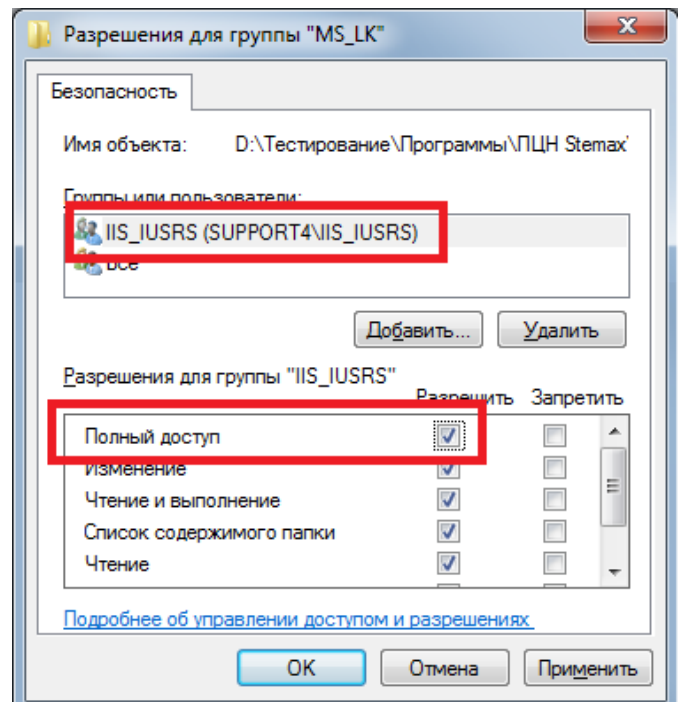 Разрешения для группы "MS_LK"
Безопасность
Имя объекта: D:\Тестирование\Программы\ПЦН Stemax\
Группы или пользователи:
IIS_IUSRS (SUPPORT4\IIS_IUSRS)
Все
Добавить... Удалить
Разрешения для группы "IIS_IUSRS"
Разрешить Запретить
Полный доступ
Изменение
Чтение и выполнение
Список содержимого папки
Чтение
Подробнее об управлении доступом и разрешениях
ОК Отмена Применить